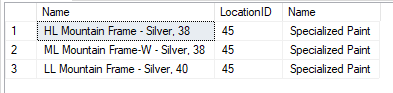 Name LocationID Name
1 HL Mountain Frame - Silver, 38 45 Specialized Paint
2 ML Mountain Frame-W - Silver, 38 45 Specialized Paint
3 LL Mountain Frame - Silver, 40 45 Specialized Paint